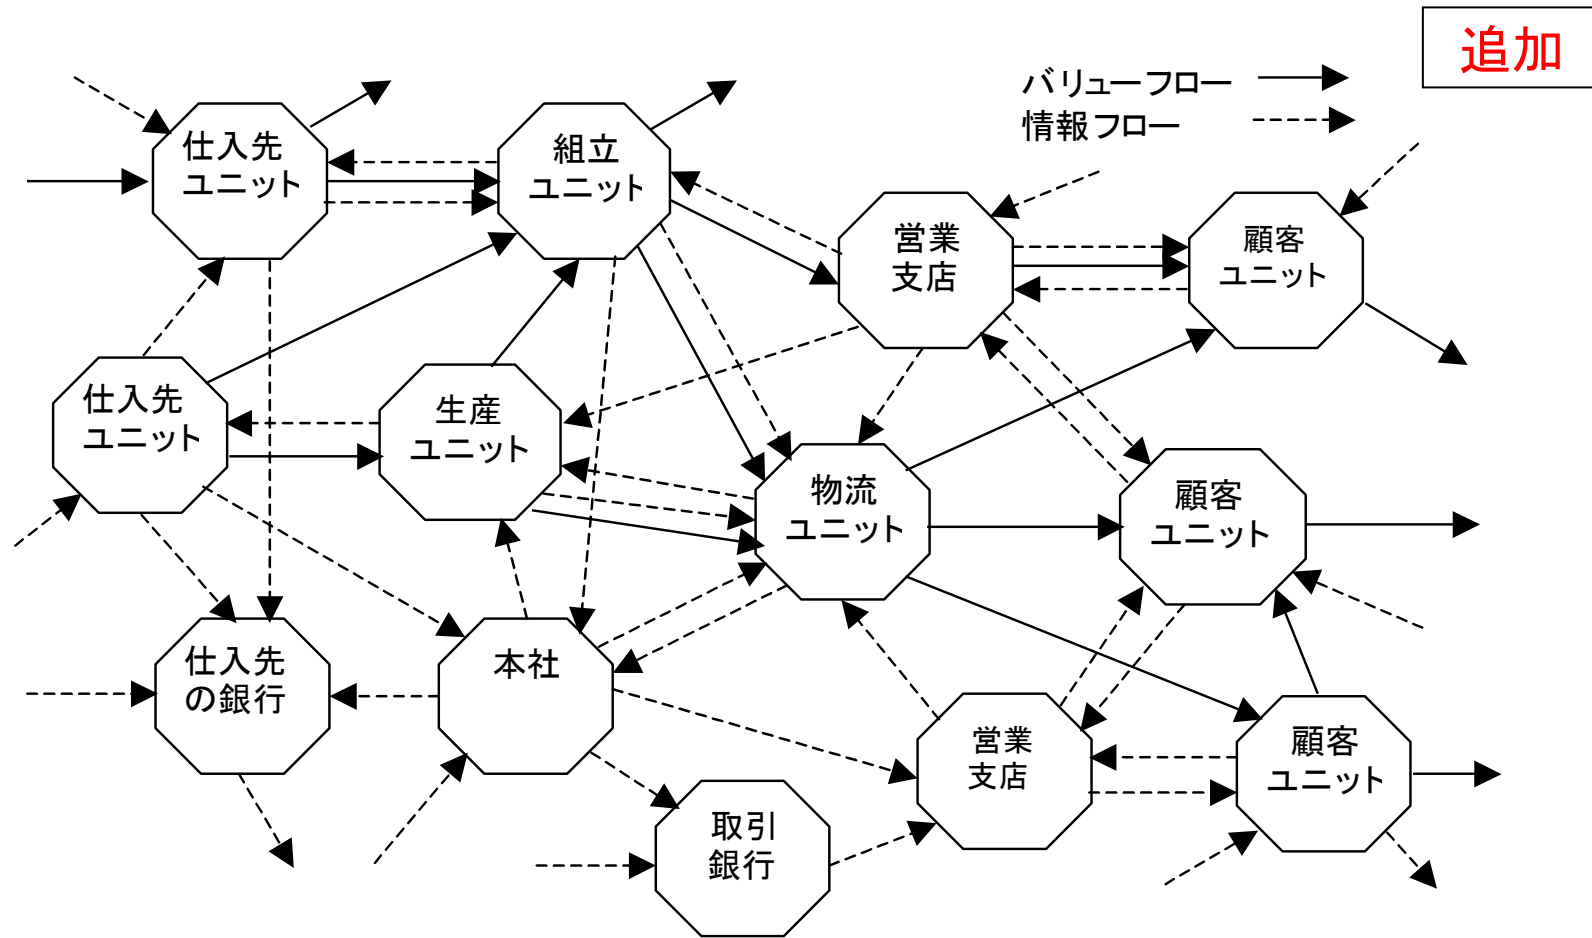 追加
バリューフロー
情報フロー
仕入先
ユニット
組立
ユニット
営業
支店
顧客
ユニット
仕入先
ユニット
生産
ユニット
物流
ユニット
顧客
ユニット
仕入先
の銀行
本社
営業
支店
顧客
ユニット
取引
銀行